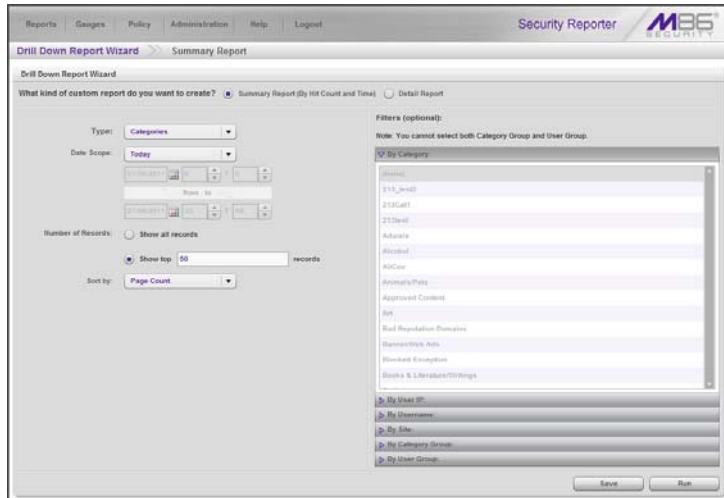 Reports Gauges Policy Administration Help Logout
Security Reporter
M86
SECURITY
Drill Down Report Wizard Summary Report
Drill Down Report Wizard
What kind of custom report do you want to create? Summary Report (By Hit Count and Time) Detail Report
Type: Categories
Date Scope: Today
from - to
Number of Records: Show all records
Show top 50 records
Sort by: Page Count
Filters (optional):
Note: You cannot select both Category Group and User Group.
By Category:
(None)
Adware
Alcohol
Animals/Pets
Approved Content
Art
Bad Reputation Domains
Banner/Web Ads
Blocked Exception
Books & Literature/Writings
By User IP:
By Username:
By Site:
By Category Group:
By User Group:
Save Run